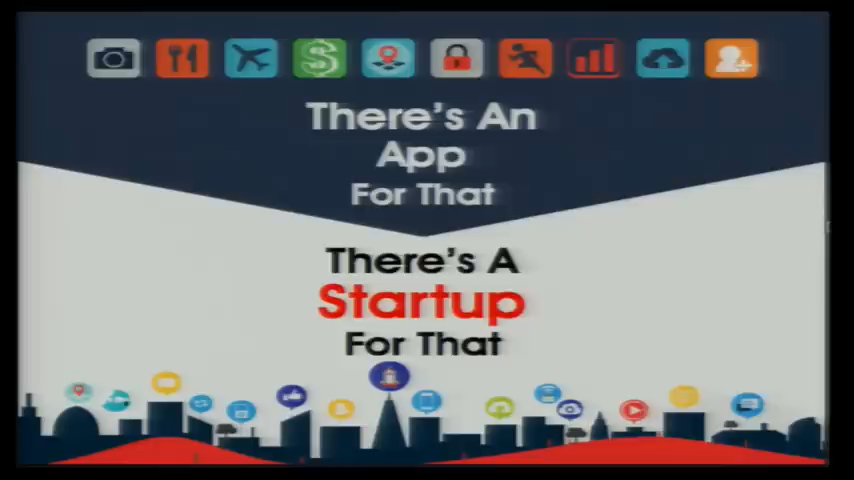 There's An
App
For That
There's A
Startup
For That